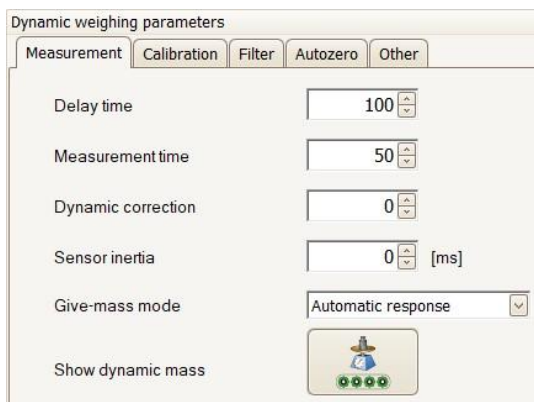 Dynamic weighing parameters
Measurement Calibration Filter Autozero Other
Delay time 100
Measurement time 50
Dynamic correction 0
Sensor inertia 0 [ms]
Give-mass mode Automatic response
Show dynamic mass